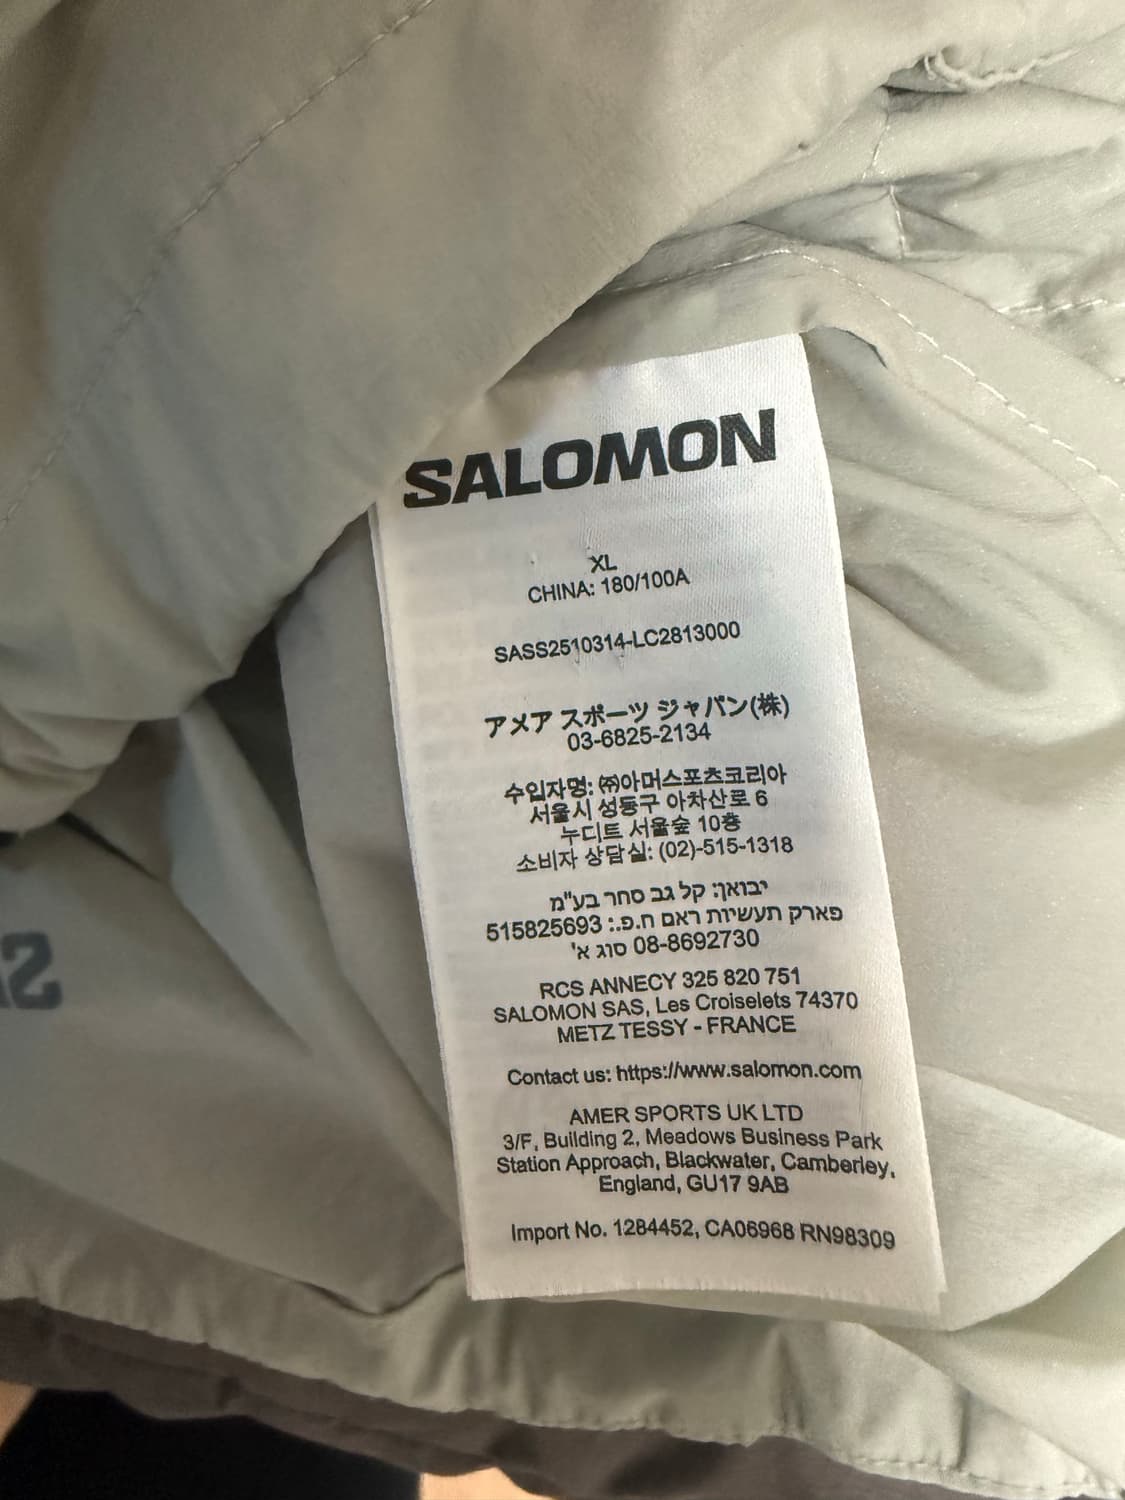 SALOMON
XL
CHINA: 180/100A
SASS2510314-LC2813000
アメア スポーツ ジャパン(株)
03-6825-2134
수입자명: ㈜아머스포츠코리아
서울시 성동구 아차산로 6
누디트 서울숲 10층
소비자 상담실: (02)-515-1318
יבואן: קל גב סחר בע"מ
פארק תעשיות ראם ח.פ.: 515825693
08-8692730 סוג א'
RCS ANNECY 325 820 751
SALOMON SAS, Les Croiselets 74370
METZ TESSY - FRANCE
Contact us: https://www.salomon.com
AMER SPORTS UK LTD
3/F, Building 2, Meadows Business Park
Station Approach, Blackwater, Camberley,
England, GU17 9AB
Import No. 1284452, CA06968 RN98309